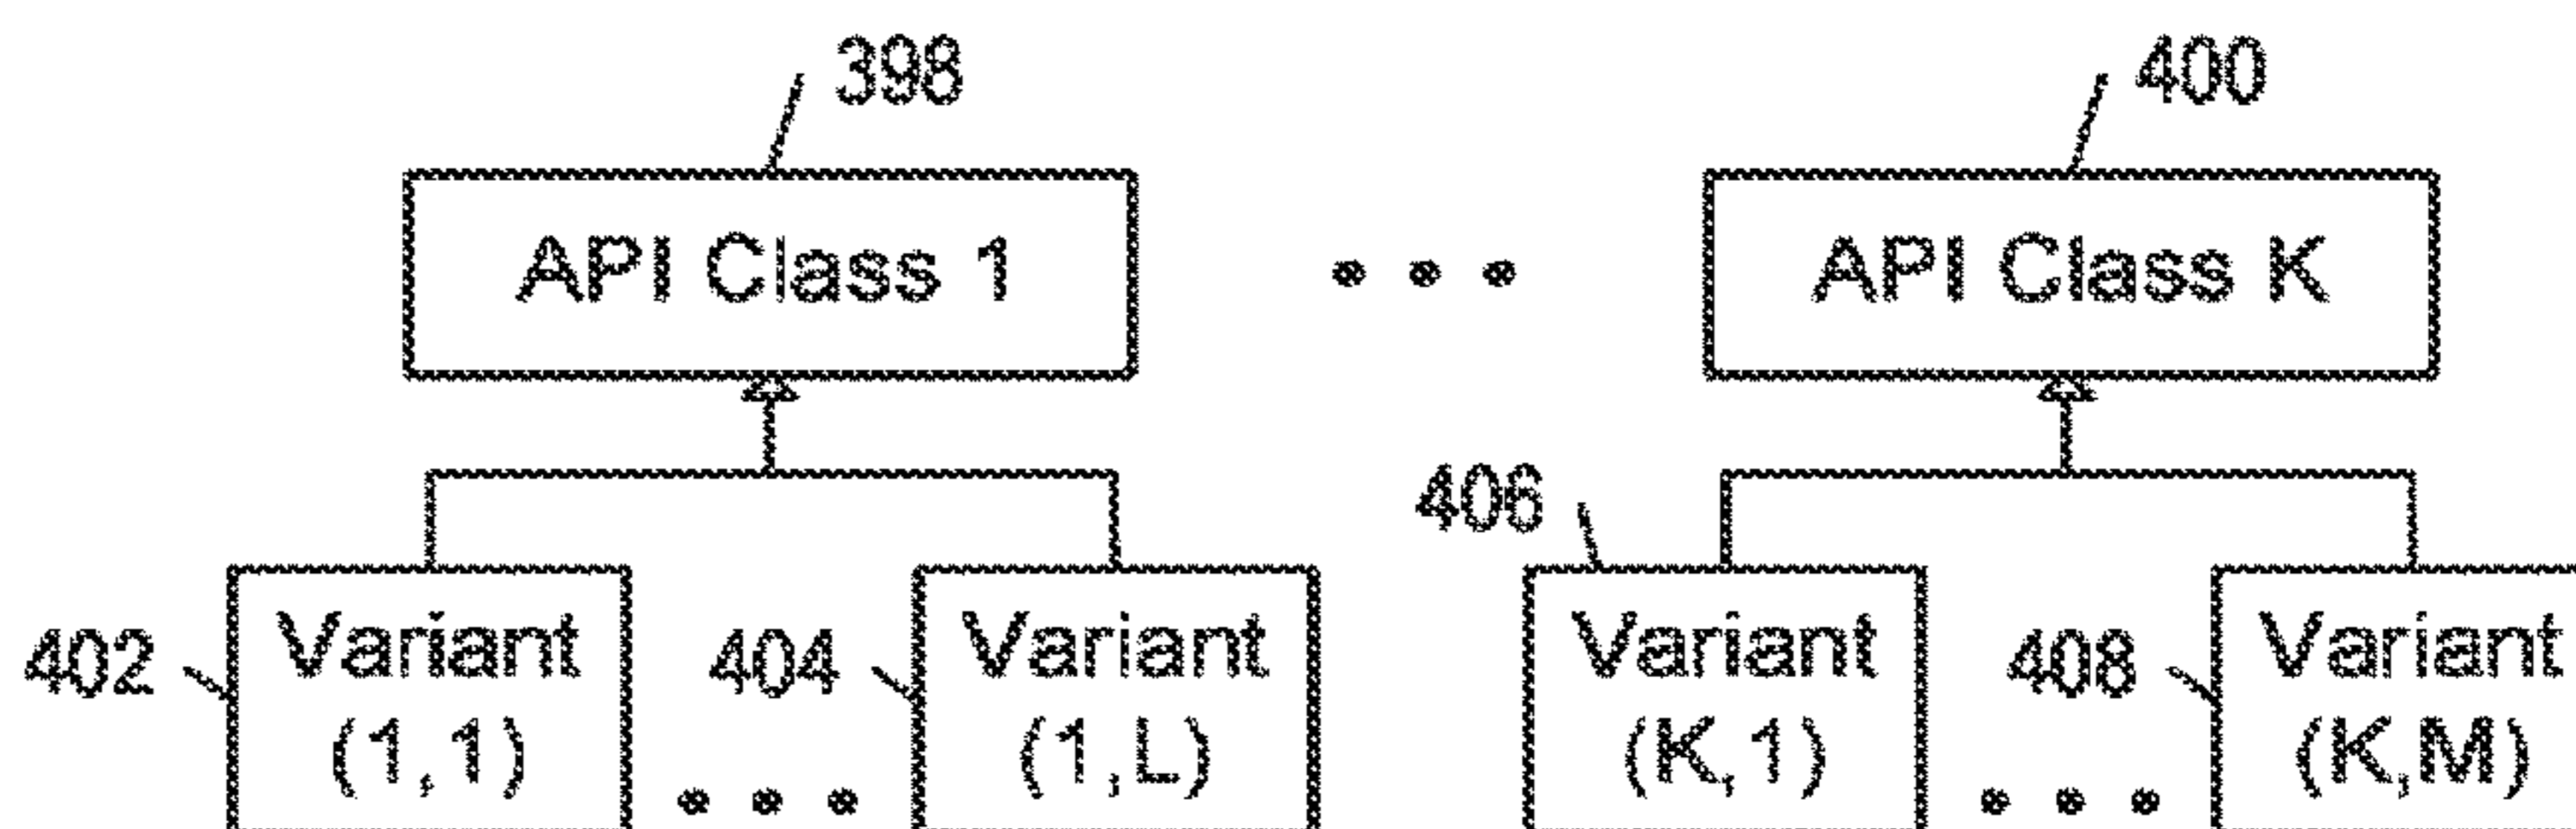 398
400
API Class 1
API Class K
406
402
Variant
(1,1)
404
Variant
(1,L)
Variant
(K,1)
408
Variant
(K,M)